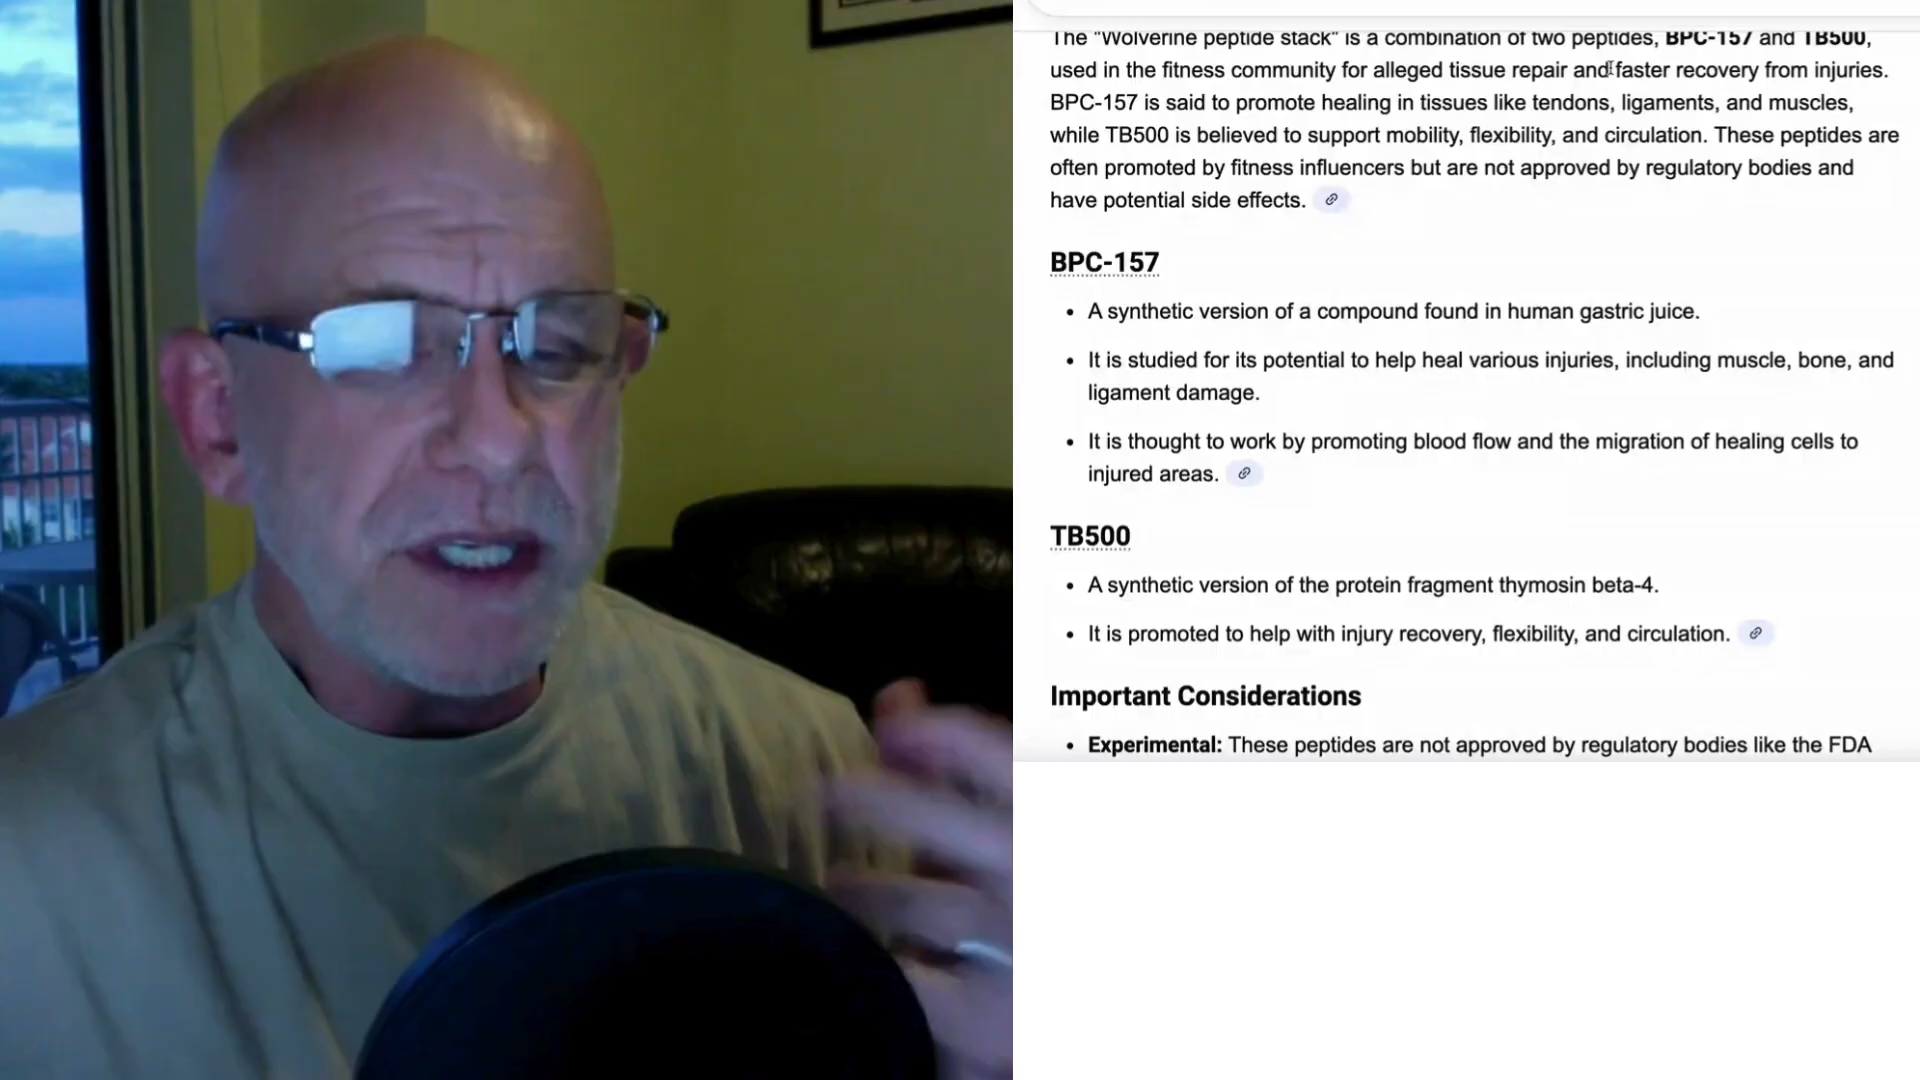 The "Wolverine peptide stack" is a combination of two peptides, BPC-157 and TB500,
used in the fitness community for alleged tissue repair and faster recovery from injuries.
BPC-157 is said to promote healing in tissues like tendons, ligaments, and muscles,
while TB500 is believed to support mobility, flexibility, and circulation. These peptides are
often promoted by fitness influencers but are not approved by regulatory bodies and
have potential side effects.
BPC-157
• A synthetic version of a compound found in human gastric juice.
• It is studied for its potential to help heal various injuries, including muscle, bone, and
ligament damage.
• It is thought to work by promoting blood flow and the migration of healing cells to
injured areas.
TB500
• A synthetic version of the protein fragment thymosin beta-4.
• It is promoted to help with injury recovery, flexibility, and circulation.
Important Considerations
• Experimental: These peptides are not approved by regulatory bodies like the FDA